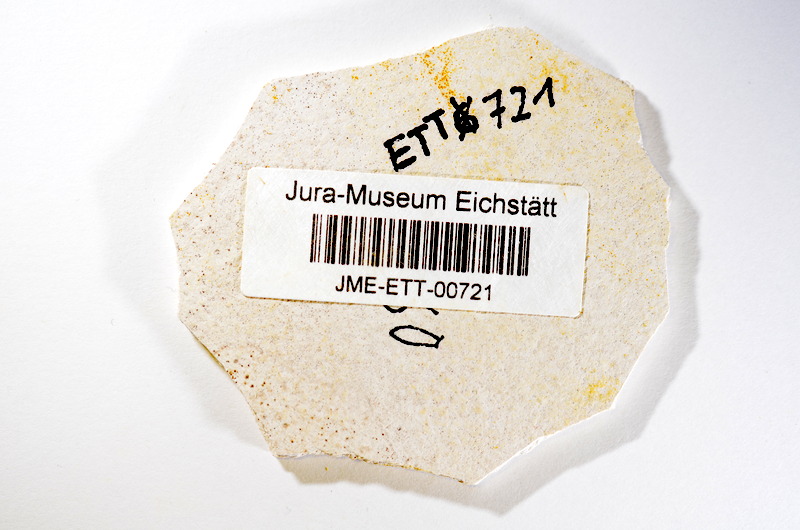 ETT 721
Jura-Museum Eichstätt
JME-ETT-00721